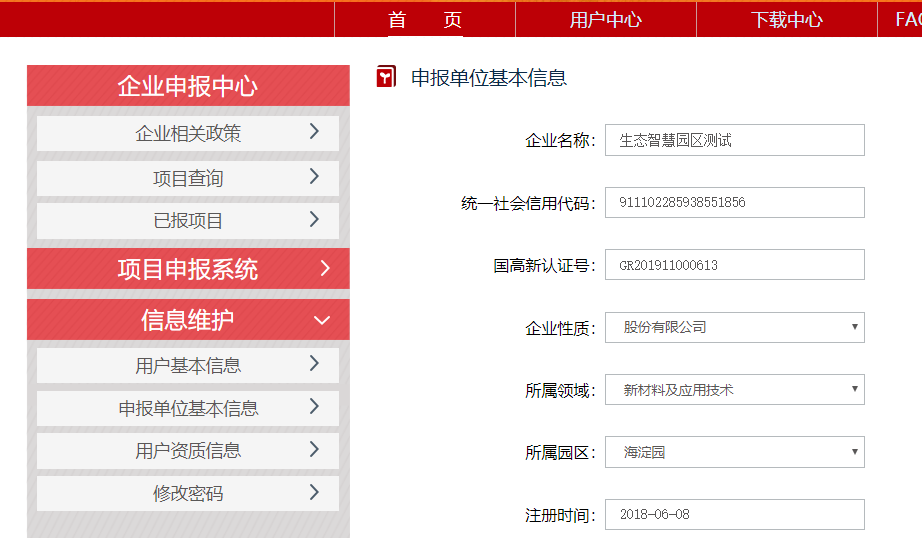 首 页 用户中心 下载中心 FAQ
企业申报中心
企业相关政策
项目查询
已报项目
项目申报系统
信息维护
用户基本信息
申报单位基本信息
用户资质信息
修改密码
申报单位基本信息
企业名称: 生态智慧园区测试
统一社会信用代码: 911102285938551856
国高新认证号: GR201911000613
企业性质: 股份有限公司
所属领域: 新材料及应用技术
所属园区: 海淀园
注册时间: 2018-06-08